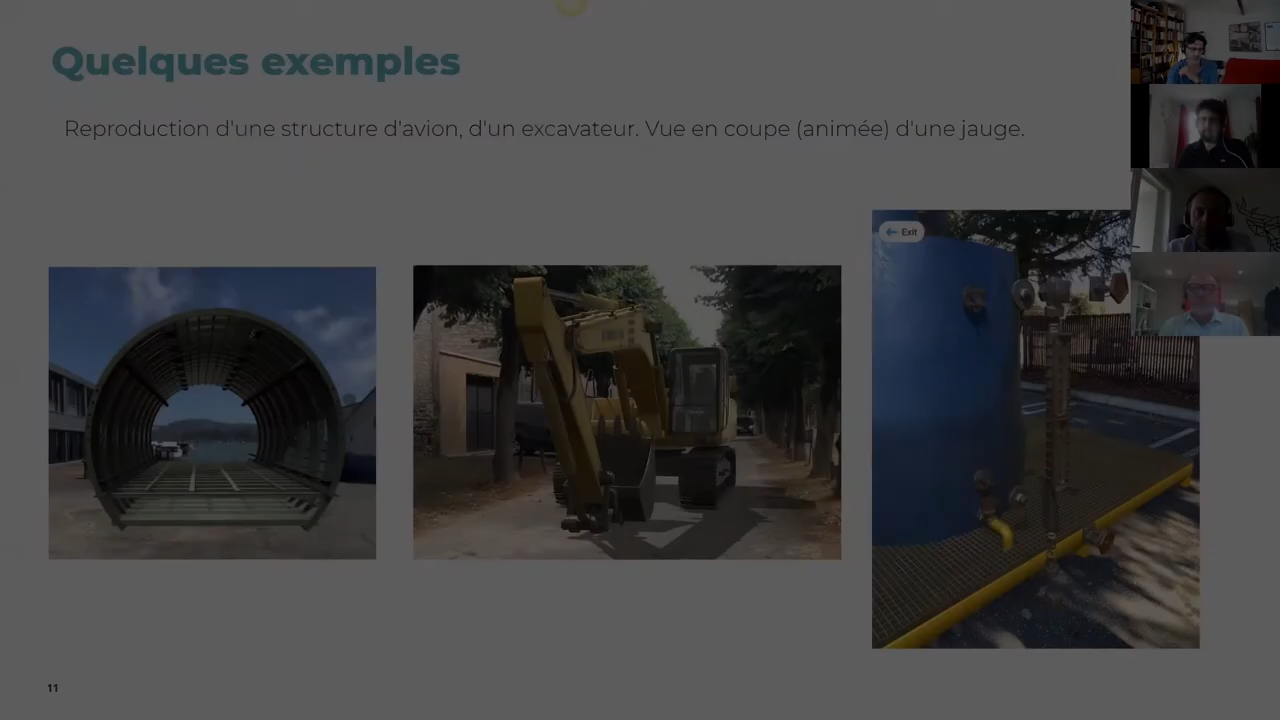 Quelques exemples
Reproduction d'une structure d'avion, d'un excavateur. Vue en coupe (animée) d'une jauge.
Exit
11